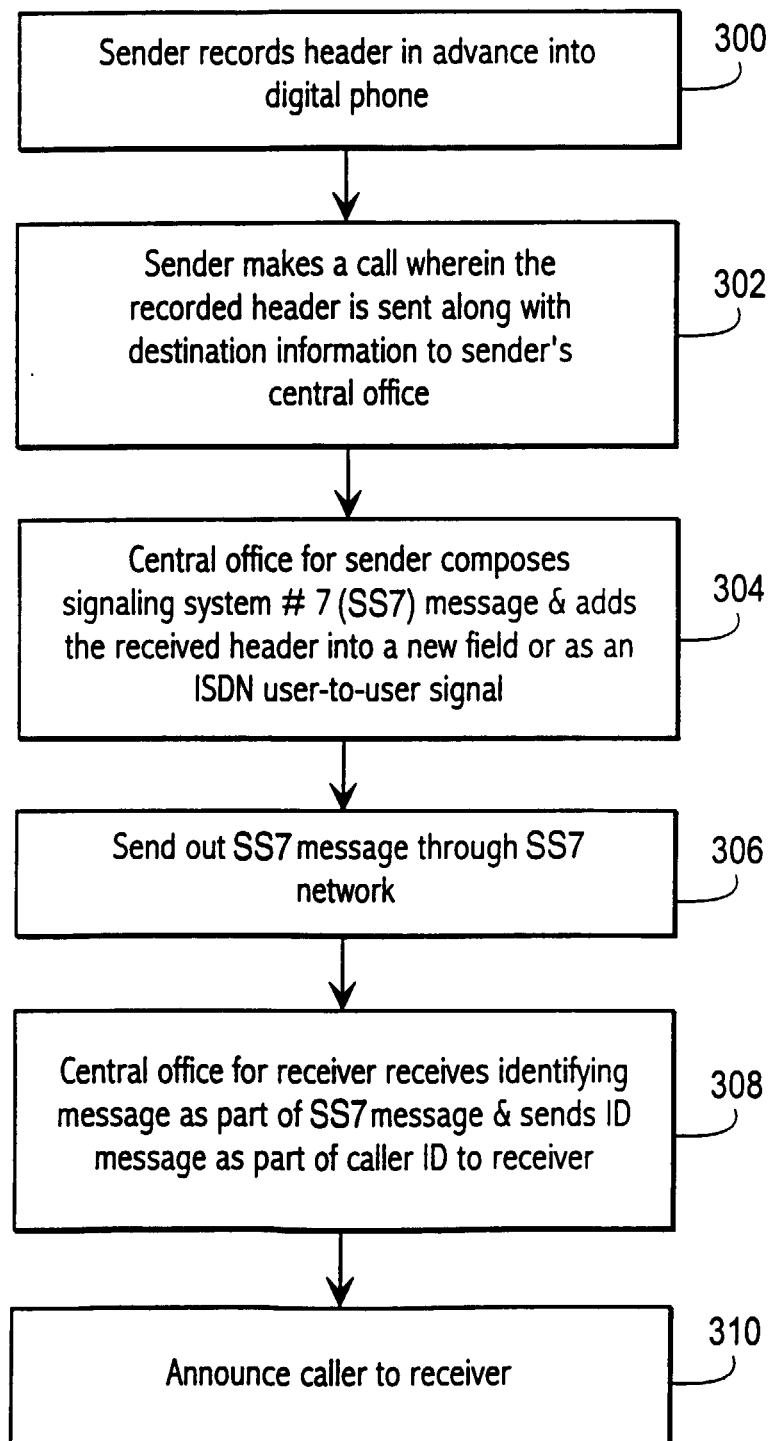 Sender records header in advance into
digital phone
300
Sender makes a call wherein the
recorded header is sent along with
destination information to sender's
central office
302
Central office for sender composes
signaling system # 7 (SS7) message & adds
the received header into a new field or as an
ISDN user-to-user signal
304
Send out SS7 message through SS7
network
306
Central office for receiver receives identifying
message as part of SS7 message & sends ID
message as part of caller ID to receiver
308
Announce caller to receiver
310